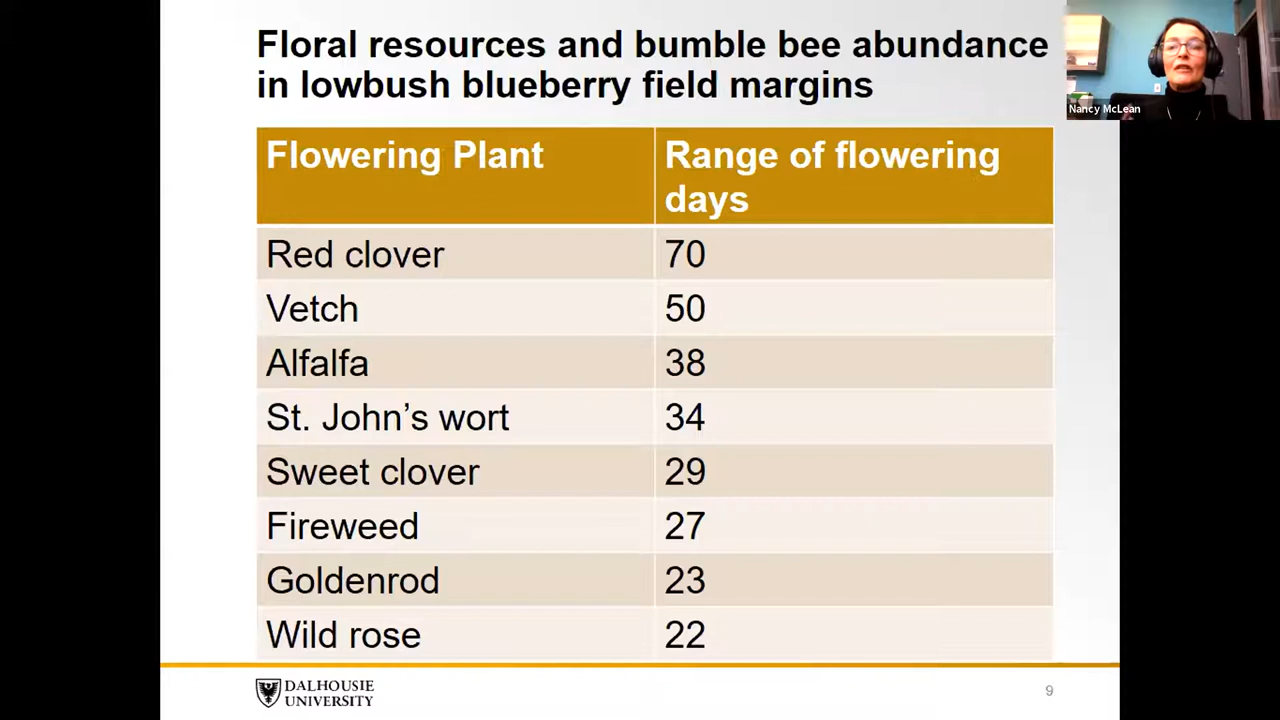 Floral resources and bumble bee abundance
in lowbush blueberry field margins
Nancy McLean
Flowering Plant
Range of flowering
days
Red clover
70
Vetch
50
Alfalfa
38
St. John’s wort
34
Sweet clover
29
Fireweed
27
Goldenrod
23
Wild rose
22
DALHOUSIE
UNIVERSITY
9